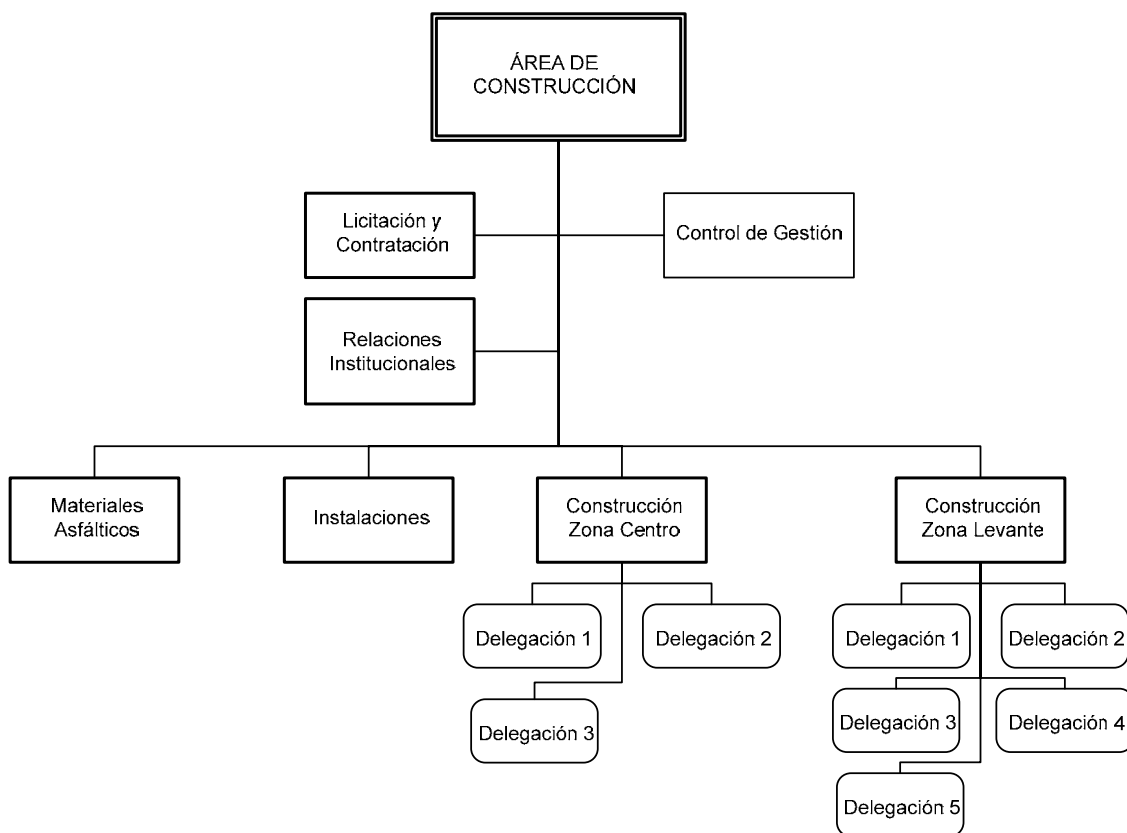 ÁREA DE
CONSTRUCCIÓN
Licitación y
Contratación
Control de Gestión
Relaciones
Institucionales
Materiales
Asfálticos
Instalaciones
Construcción
Zona Centro
Construcción
Zona Levante
Delegación 1
Delegación 2
Delegación 3
Delegación 1
Delegación 2
Delegación 3
Delegación 4
Delegación 5